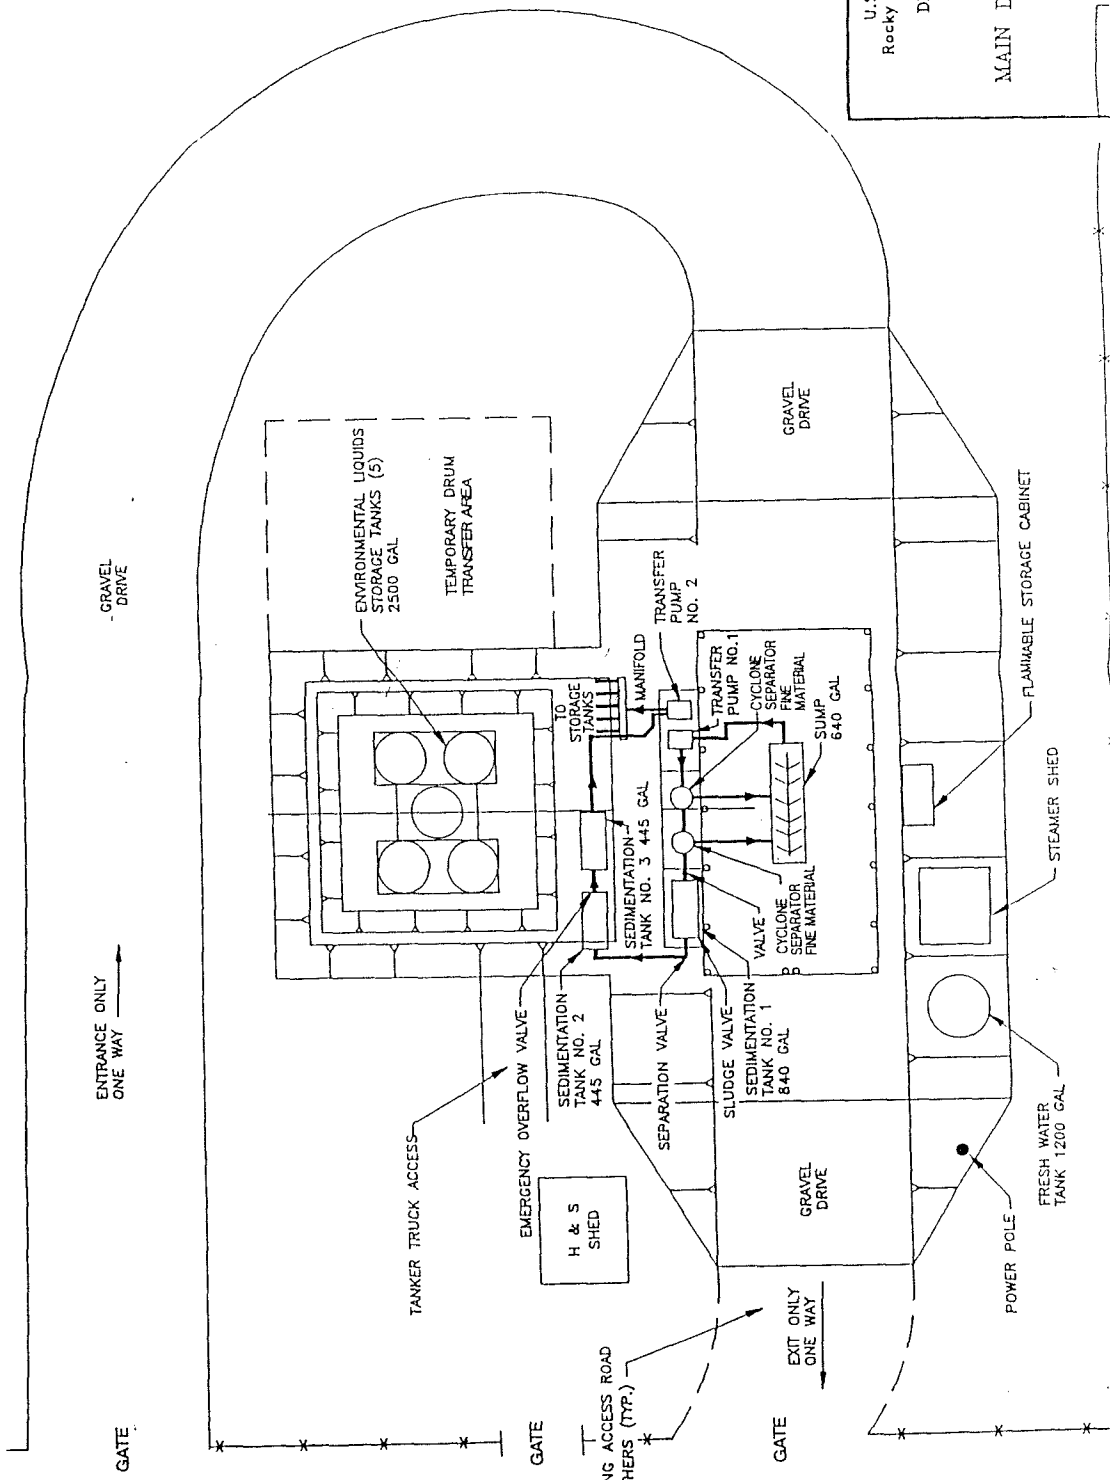 ENTRANCE ONLY
ONE WAY
GRAVEL
DRIVE
GATE
TANKER TRUCK ACCESS
ENVIRONMENTAL LIQUIDS
STORAGE TANKS (5)
2500 GAL
TEMPORARY DRUM
TRANSFER AREA
EMERGENCY OVERFLOW VALVE
SEDIMENTATION
TANK NO. 2
445 GAL
SEDIMENTATION
TANK NO. 3 445 GAL
TO
STORAGE
TANKS
MANIFOLD
TRANSFER
PUMP
NO. 2
H & S
SHED
GATE
SEPARATION VALVE
SLUDGE VALVE
SEDIMENTATION
TANK NO. 1
840 GAL
VALVE
CYCLONE
SEPARATOR
FINE MATERIAL
TRANSFER
PUMP NO.1
CYCLONE
SEPARATOR
FINE
MATERIAL
SUMP
640 GAL
GRAVEL
DRIVE
GRAVEL
DRIVE
ACCESS ROAD
(TYP.)
EXIT ONLY
ONE WAY
GATE
POWER POLE
FRESH WATER
TANK 1200 GAL
STEAMER SHED
FLAMMABLE STORAGE CABINET
Rocky
MAIN